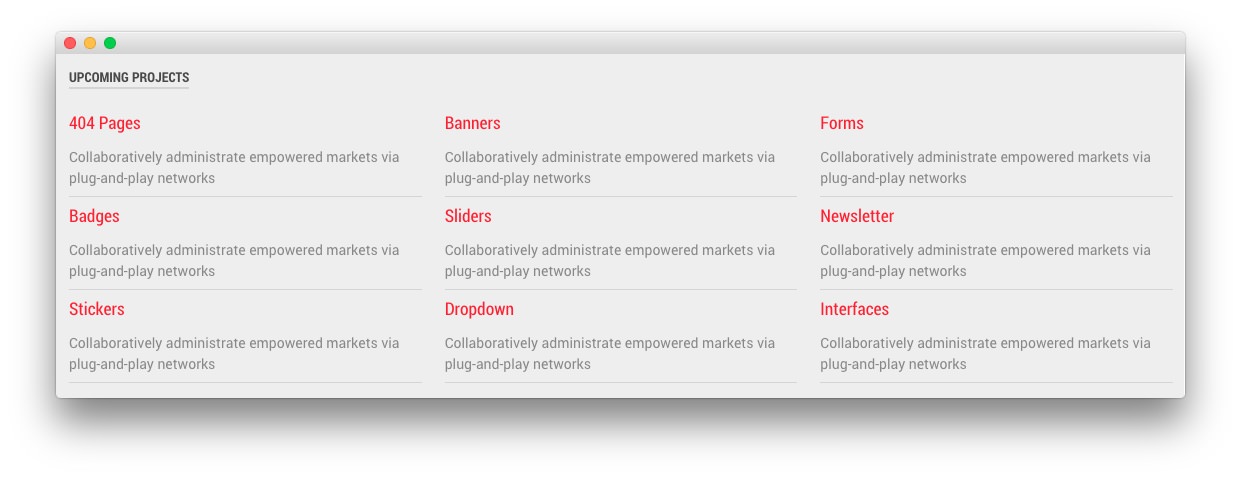 UPCOMING PROJECTS
404 Pages
Collaboratively administrate empowered markets via
plug-and-play networks
Badges
Collaboratively administrate empowered markets via
plug-and-play networks
Stickers
Collaboratively administrate empowered markets via
plug-and-play networks
Banners
Collaboratively administrate empowered markets via
plug-and-play networks
Sliders
Collaboratively administrate empowered markets via
plug-and-play networks
Dropdown
Collaboratively administrate empowered markets via
plug-and-play networks
Forms
Collaboratively administrate empowered markets via
plug-and-play networks
Newsletter
Collaboratively administrate empowered markets via
plug-and-play networks
Interfaces
Collaboratively administrate empowered markets via
plug-and-play networks